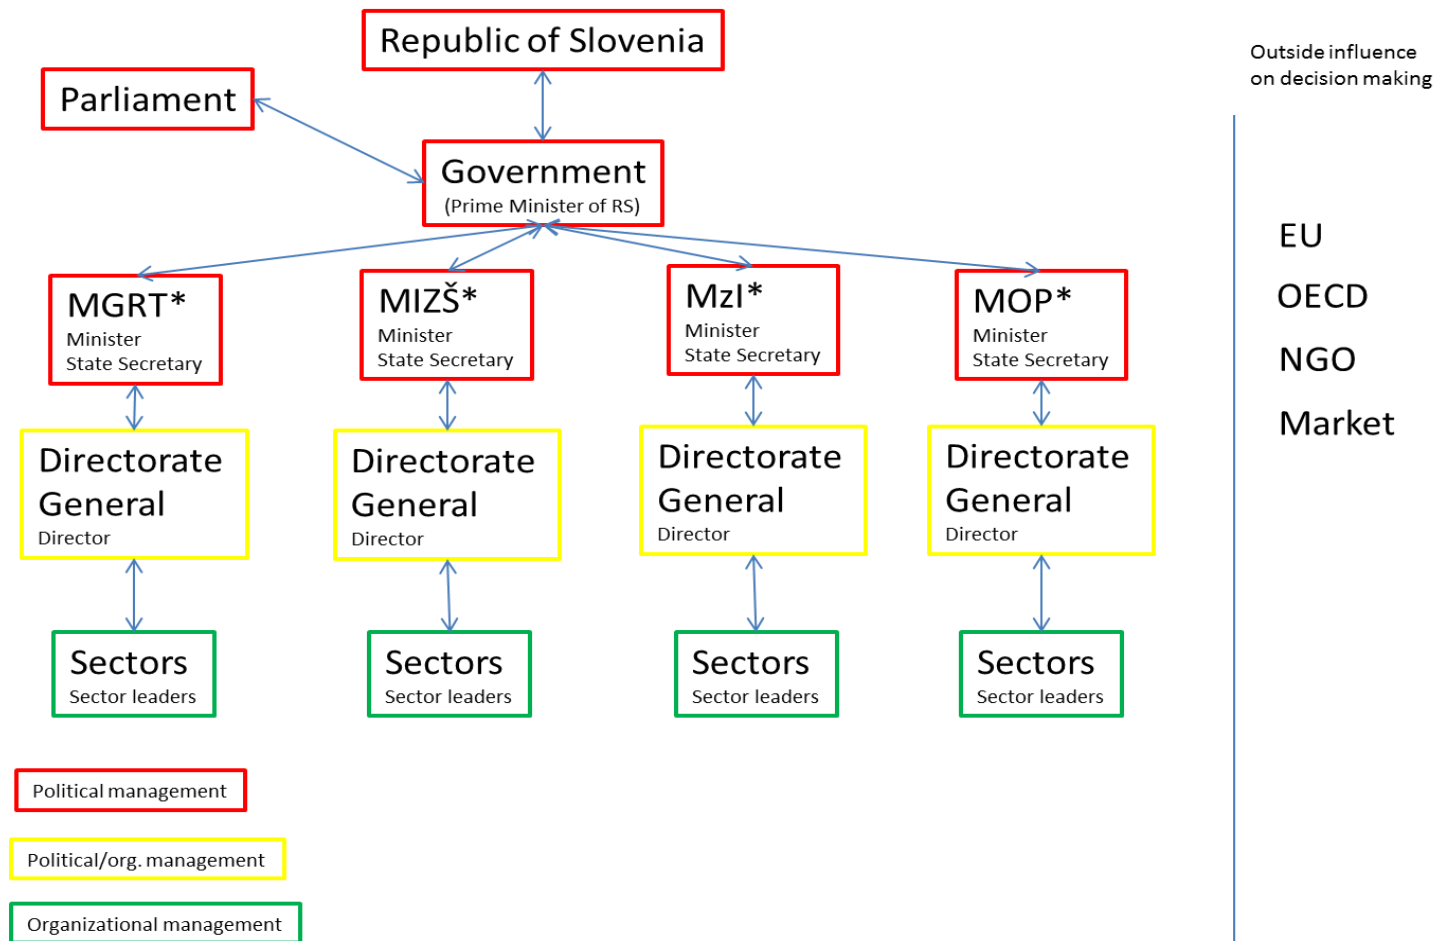 Republic of Slovenia
Outside influence
on decision making
Parliament
Government
(Prime Minister of RS)
EU
OECD
NGO
Market
MGRT*
Minister
State Secretary
MIZŠ*
Minister
State Secretary
MzI*
Minister
State Secretary
MOP*
Minister
State Secretary
Directorate
General
Director
Directorate
General
Director
Directorate
General
Director
Directorate
General
Director
Sectors
Sector leaders
Sectors
Sector leaders
Sectors
Sector leaders
Sectors
Sector leaders
Political management
Political/org. management
Organizational management